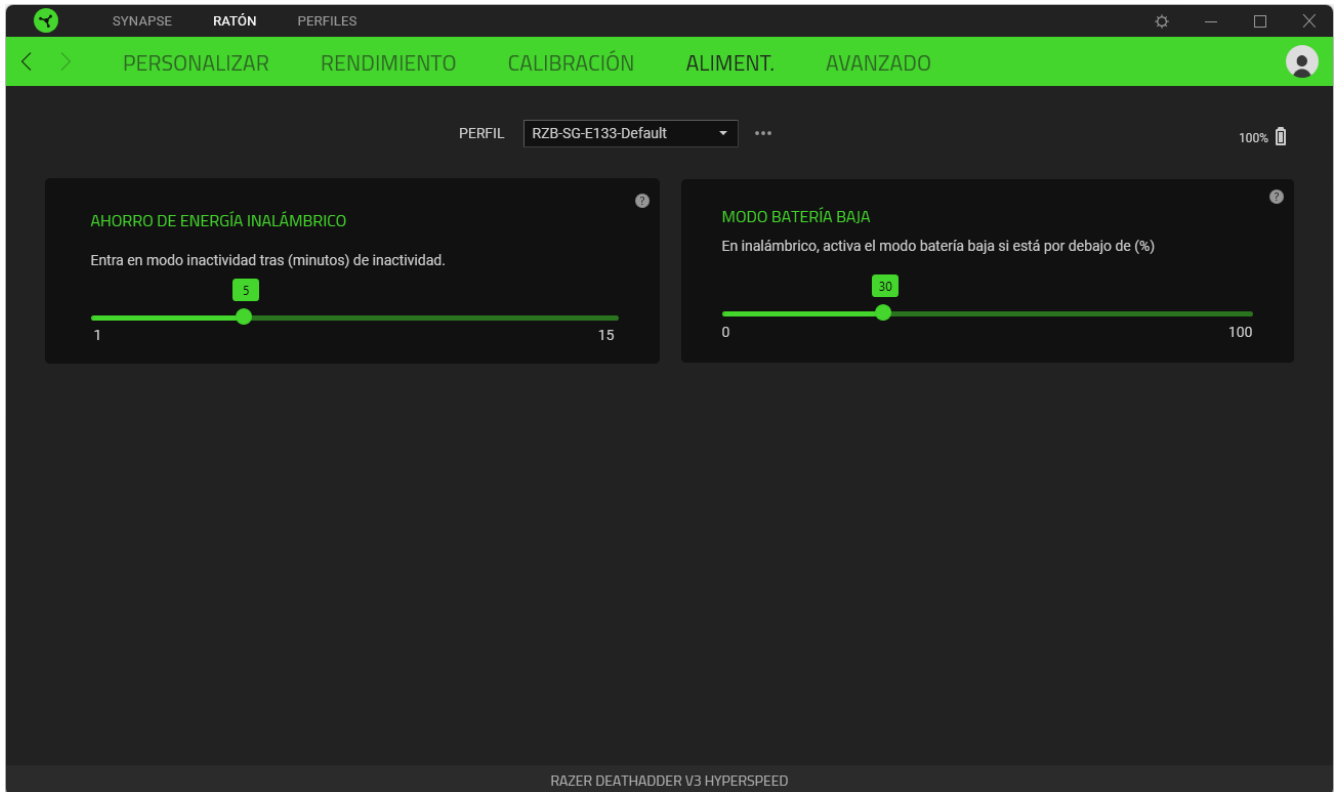 SYNAPSE RATÓN PERFILES
PERSONALIZAR RENDIMIENTO CALIBRACIÓN ALIMENT. AVANZADO
PERFIL RZB-SG-E133-Default
100%
AHORRO DE ENERGÍA INALÁMBRICO
Entra en modo inactividad tras (minutos) de inactividad.
5
1 15
MODO BATERÍA BAJA
En inalámbrico, activa el modo batería baja si está por debajo de (%)
30
0 100
RAZER DEATHADDER V3 HYPERSPEED